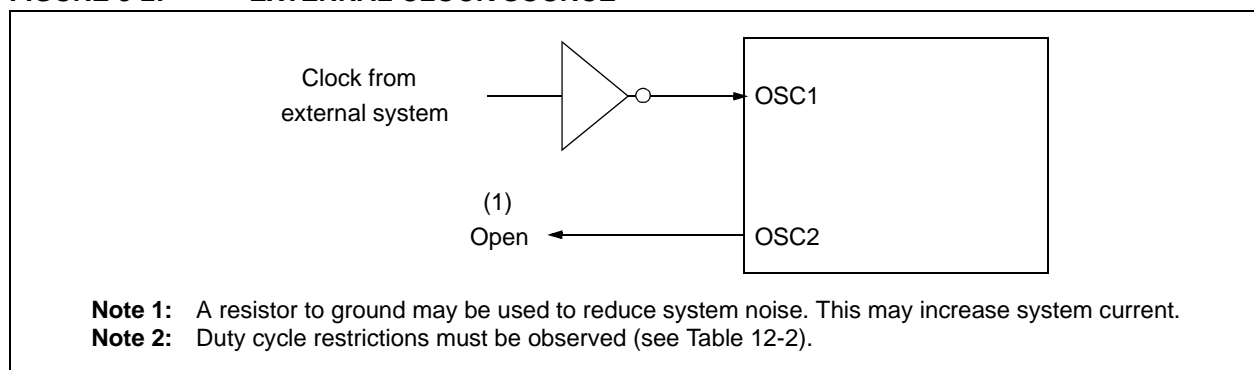 Clock from
external system
OSC1
(1)
Open
OSC2
Note 1: A resistor to ground may be used to reduce system noise. This may increase system current.
Note 2: Duty cycle restrictions must be observed (see Table 12-2).